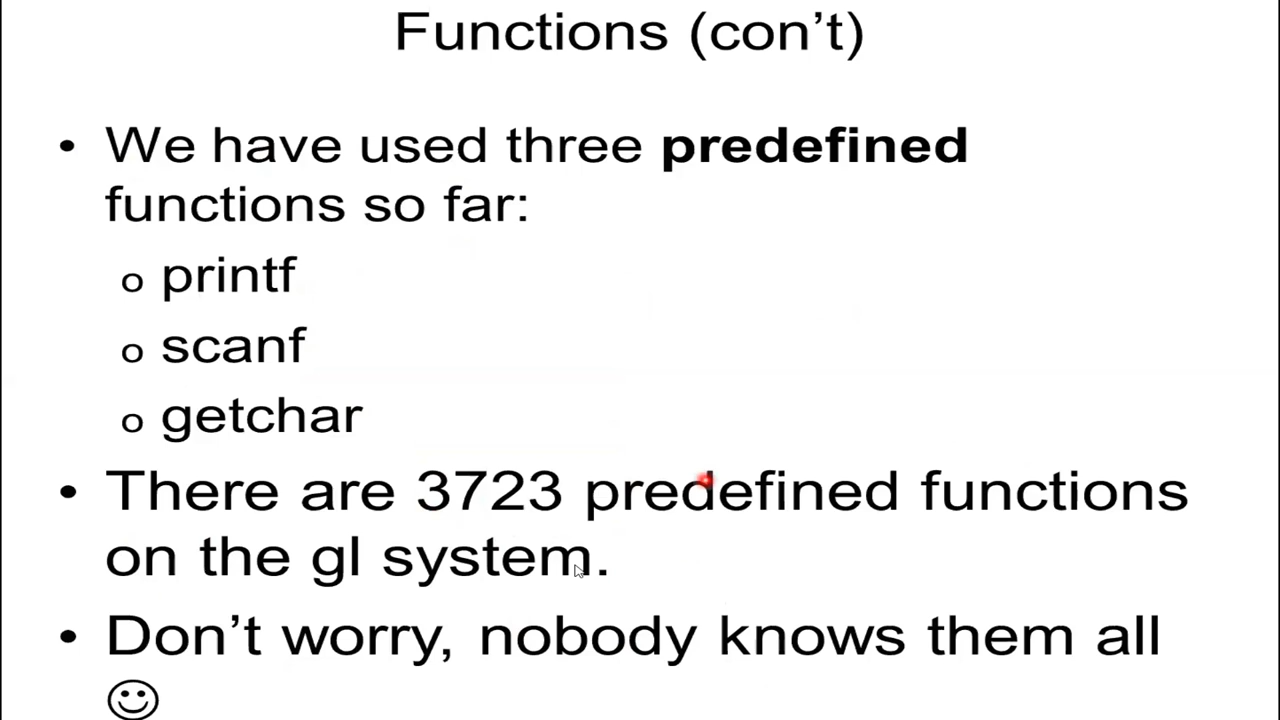 Functions (con’t)
• We have used three predefined
functions so far:
o printf
o scanf
o getchar
• There are 3723 predefined functions
on the gl system.
• Don’t worry, nobody knows them all
☺